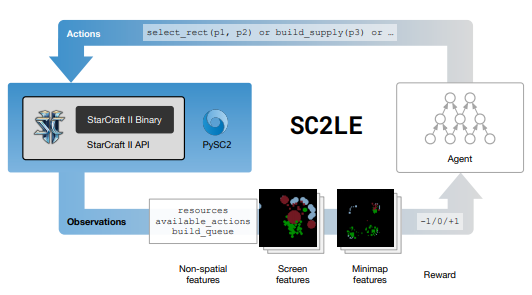 Actions
select_rect(p1, p2) or build_supply(p3) or …
StarCraft II Binary
StarCraft II API
PySC2
SC2LE
Agent
Observations
resources
available_actions
build_queue
-1/0/+1
Non-spatial
features
Screen
features
Minimap
features
Reward